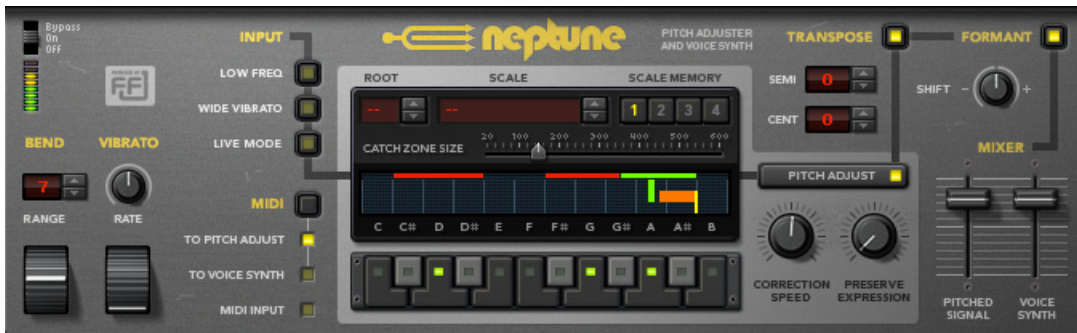 Bypass
On
Off
INPUT
neptune
PITCH ADJUSTER
AND VOICE SYNTH
TRANSPOSE
FORMANT
LOW FREQ
WIDE VIBRATO
LIVE MODE
ROOT
SCALE
SCALE MEMORY
--
--
1 2 3 4
SEMI 0
CENT 0
SHIFT - +
CATCH ZONE SIZE
20 100 200 300 400 500 600
BEND
VIBRATO
7
RANGE
RATE
MIDI
TO PITCH ADJUST
TO VOICE SYNTH
MIDI INPUT
C C# D D# E F F# G G# A A# B
PITCH ADJUST
CORRECTION
SPEED
PRESERVE
EXPRESSION
MIXER
PITCHED
SIGNAL
VOICE
SYNTH